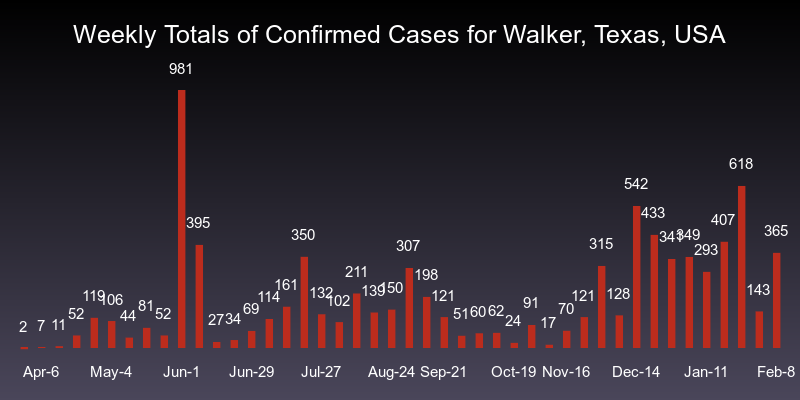 Weekly Totals of Confirmed Cases for Walker, Texas, USA
2 7 11 52 119 106 44 81 52 981 395 27 34 69 114 161 350 132 102 211 139 150 307 198 121 51 60 62 24 91 17 70 121 315 128 542 433 341 349 293 407 618 143 365
Apr-6 May-4 Jun-1 Jun-29 Jul-27 Aug-24 Sep-21 Oct-19 Nov-16 Dec-14 Jan-11 Feb-8